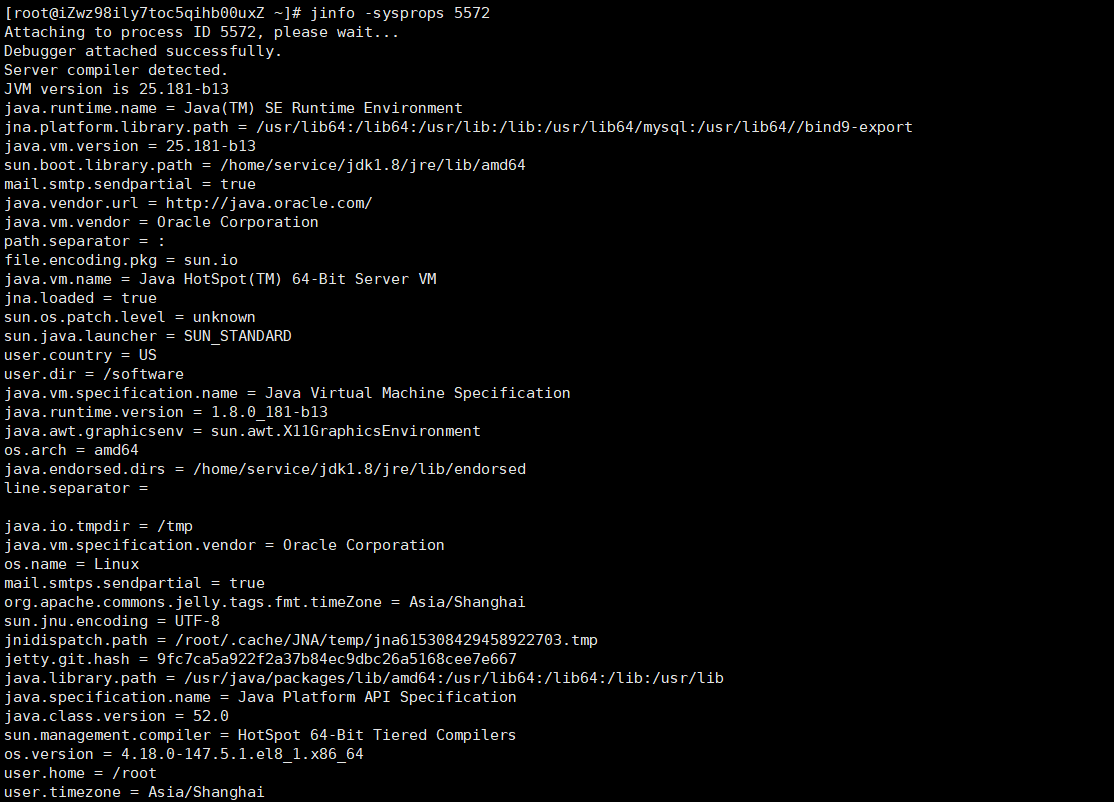 [root@iZwz98ily7toc5qihb00uxZ ~]# jinfo -sysprops 5572
Attaching to process ID 5572, please wait...
Debugger attached successfully.
Server compiler detected.
JVM version is 25.181-b13
java.runtime.name = Java(TM) SE Runtime Environment
jna.platform.library.path = /usr/lib64:/lib64:/usr/lib:/lib:/usr/lib64/mysql:/usr/lib64//bind9-export
java.vm.version = 25.181-b13
sun.boot.library.path = /home/service/jdk1.8/jre/lib/amd64
mail.smtp.sendpartial = true
java.vendor.url = http://java.oracle.com/
java.vm.vendor = Oracle Corporation
path.separator = :
file.encoding.pkg = sun.io
java.vm.name = Java HotSpot(TM) 64-Bit Server VM
jna.loaded = true
sun.os.patch.level = unknown
sun.java.launcher = SUN_STANDARD
user.country = US
user.dir = /software
java.vm.specification.name = Java Virtual Machine Specification
java.runtime.version = 1.8.0_181-b13
java.awt.graphicsenv = sun.awt.X11GraphicsEnvironment
os.arch = amd64
java.endorsed.dirs = /home/service/jdk1.8/jre/lib/endorsed
line.separator =
java.io.tmpdir = /tmp
java.vm.specification.vendor = Oracle Corporation
os.name = Linux
mail.smtps.sendpartial = true
org.apache.commons.jelly.tags.fmt.timeZone = Asia/Shanghai
sun.jnu.encoding = UTF-8
jnidispatch.path = /root/.cache/JNA/temp/jna615308429458922703.tmp
jetty.git.hash = 9fc7ca5a922f2a37b84ec9dbc26a5168cee7e667
java.library.path = /usr/java/packages/lib/amd64:/usr/lib64:/lib64:/lib:/usr/lib
java.specification.name = Java Platform API Specification
java.class.version = 52.0
sun.management.compiler = HotSpot 64-Bit Tiered Compilers
os.version = 4.18.0-147.5.1.el8_1.x86_64
user.home = /root
user.timezone = Asia/Shanghai